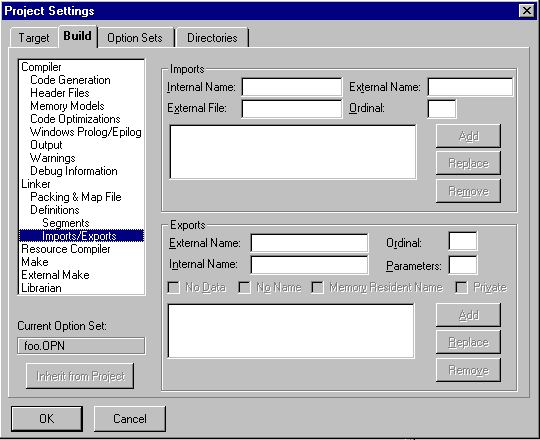 Project Settings
Target Build Option Sets Directories
Compiler
Code Generation
Header Files
Memory Models
Code Optimizations
Windows Prolog/Epilog
Output
Warnings
Debug Information
Linker
Packing & Map File
Definitions
Segments
Imports/Exports
Resource Compiler
Make
External Make
Librarian
Current Option Set:
foo.OPN
Inherit from Project
Imports
Internal Name: External Name:
External File: Ordinal:
Add
Replace
Remove
Exports
External Name: Ordinal:
Internal Name: Parameters:
No Data No Name Memory Resident Name Private
Add
Replace
Remove
OK Cancel